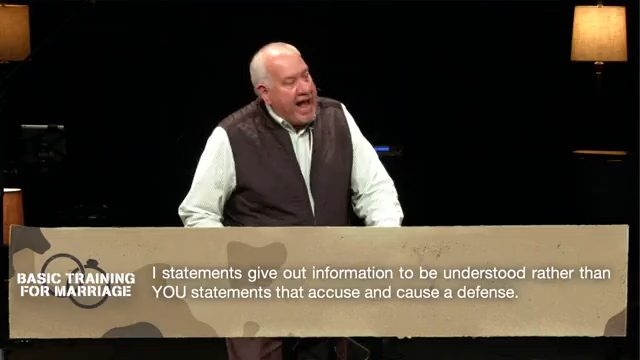 BASIC TRAINING
FOR MARRIAGE
I statements give out information to be understood rather than
YOU statements that accuse and cause a defense.